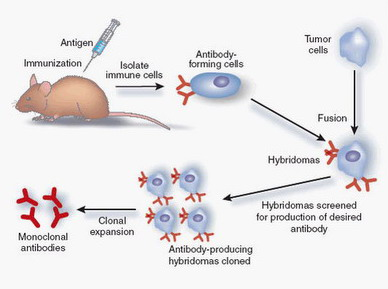 Antigen
Immunization
Isolate
immune cells
Antibody-
forming cells
Tumor
cells
Fusion
Hybridomas
Hybridomas screened
for production of desired
antibody
Antibody-producing
hybridomas cloned
Clonal
expansion
Monoclonal
antibodies